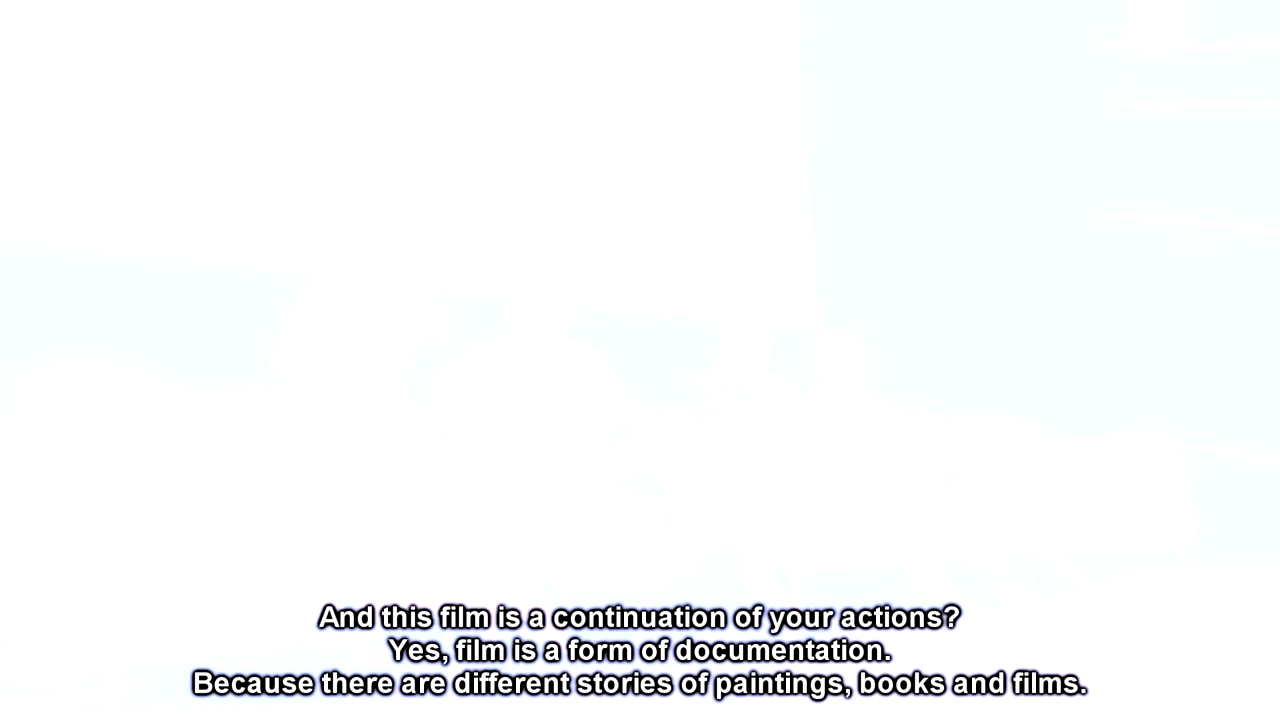 And this film is a continuation of your actions?
Yes, film is a form of documentation.
Because there are different stories of paintings, books and films.